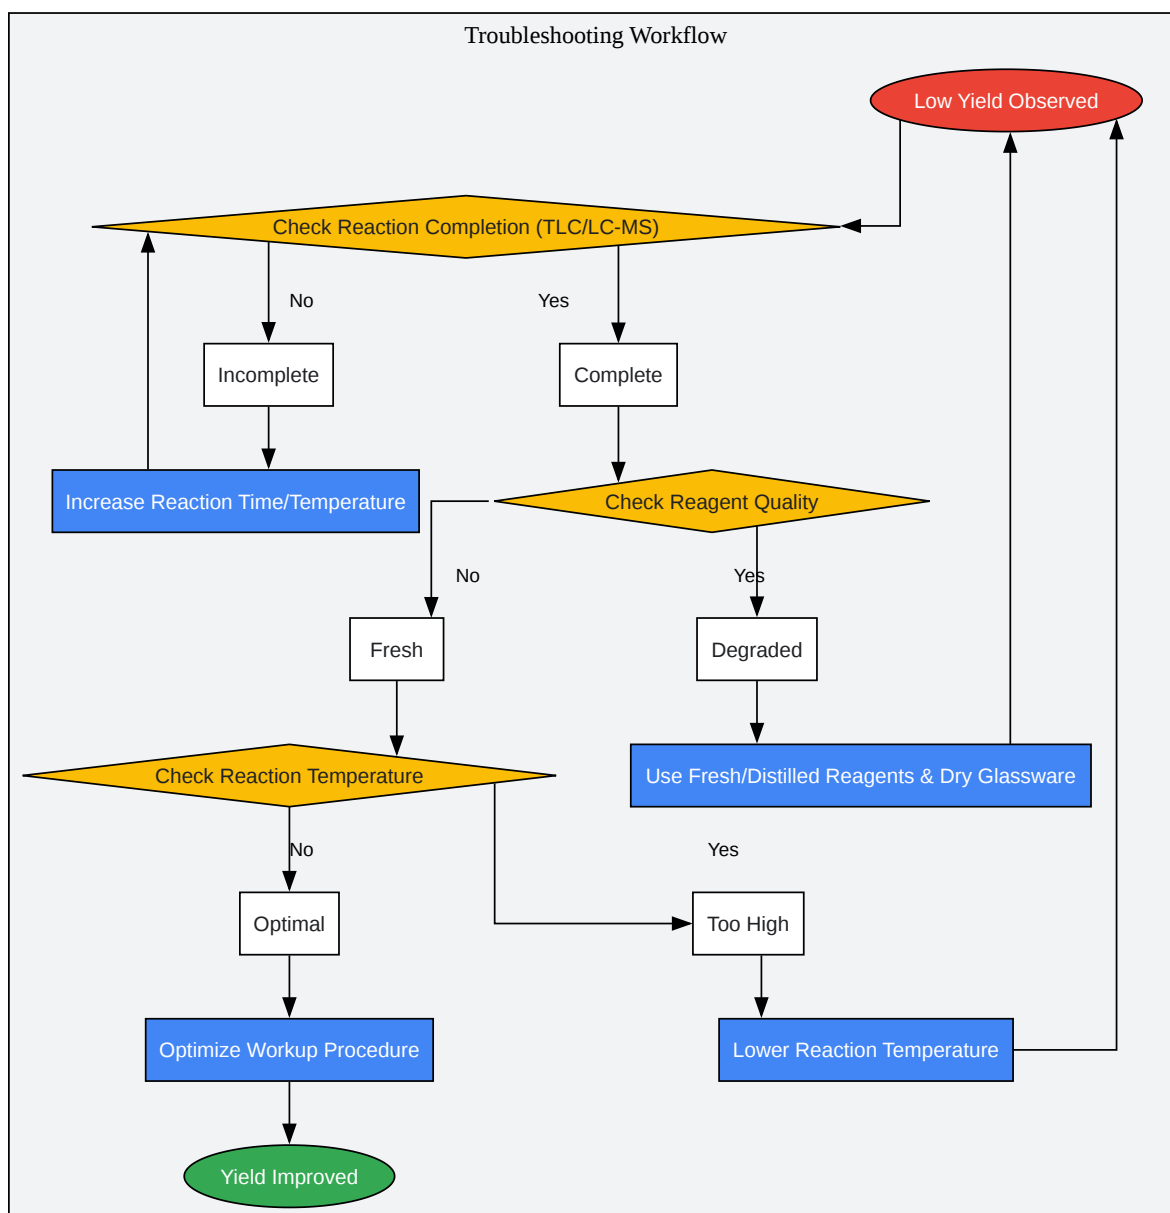 Troubleshooting Workflow
Low Yield Observed
Check Reaction Completion (TLC/LC-MS)
No
Yes
Incomplete
Complete
Increase Reaction Time/Temperature
Check Reagent Quality
No
Yes
Fresh
Degraded
Check Reaction Temperature
Use Fresh/Distilled Reagents & Dry Glassware
No
Yes
Optimal
Too High
Optimize Workup Procedure
Lower Reaction Temperature
Yield Improved